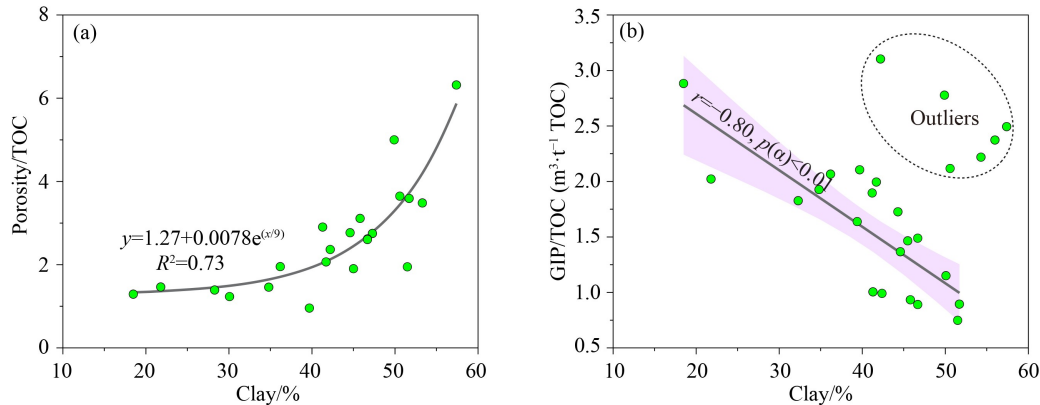 (a)
8
6
4
2
0
Porosity/TOC
y=1.27+0.0078e^(x/9)
R²=0.73
10 20 30 40 50 60
Clay/%
(b)
3.5
3.0
2.5
2.0
1.5
1.0
0.5
GIP/TOC (m³·t⁻¹ TOC)
r=−0.80, p(α)<0.01
Outliers
10 20 30 40 50 60
Clay/%